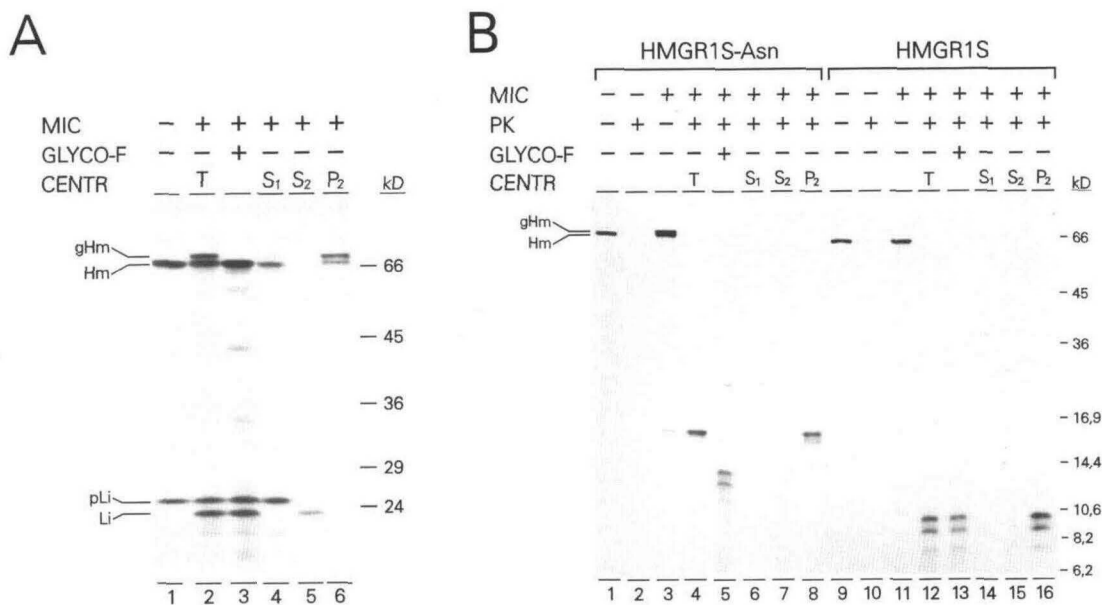 A
MIC − + + + + +
GLYCO-F − − + − − −
CENTR T S1 S2 P2 kD
gHm
Hm
66
45
36
29
24
pLi
Li
1 2 3 4 5 6
B
HMGR1S-Asn HMGR1S
MIC − − + + + + + + − − + + + + + +
PK − + − + + + + + − + − + + + + +
GLYCO-F − − − − + − − − − − − − + − − −
CENTR T S1 S2 P2 T S1 S2 P2 kD
gHm
Hm
66
45
36
16,9
14,4
10,6
8,2
6,2
1 2 3 4 5 6 7 8 9 10 11 12 13 14 15 16